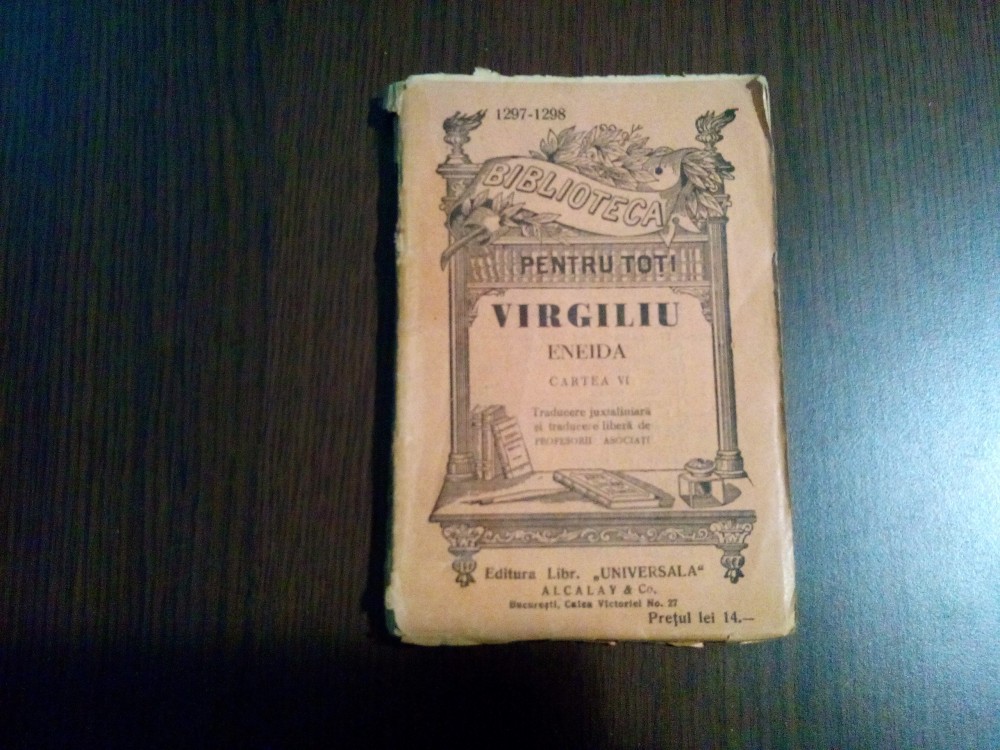 1297-1298
BIBLIOTECA
PENTRU TOȚI
VIRGILIU
ENEIDA
CARTEA VI
Traducere juxtaliniară
și traducere liberă de
PROFESORII ASOCIAȚI
Editura Libr. „UNIVERSALA“
ALCALAY & Co.
București, Calea Victoriei No. 27
Prețul lei 14.—